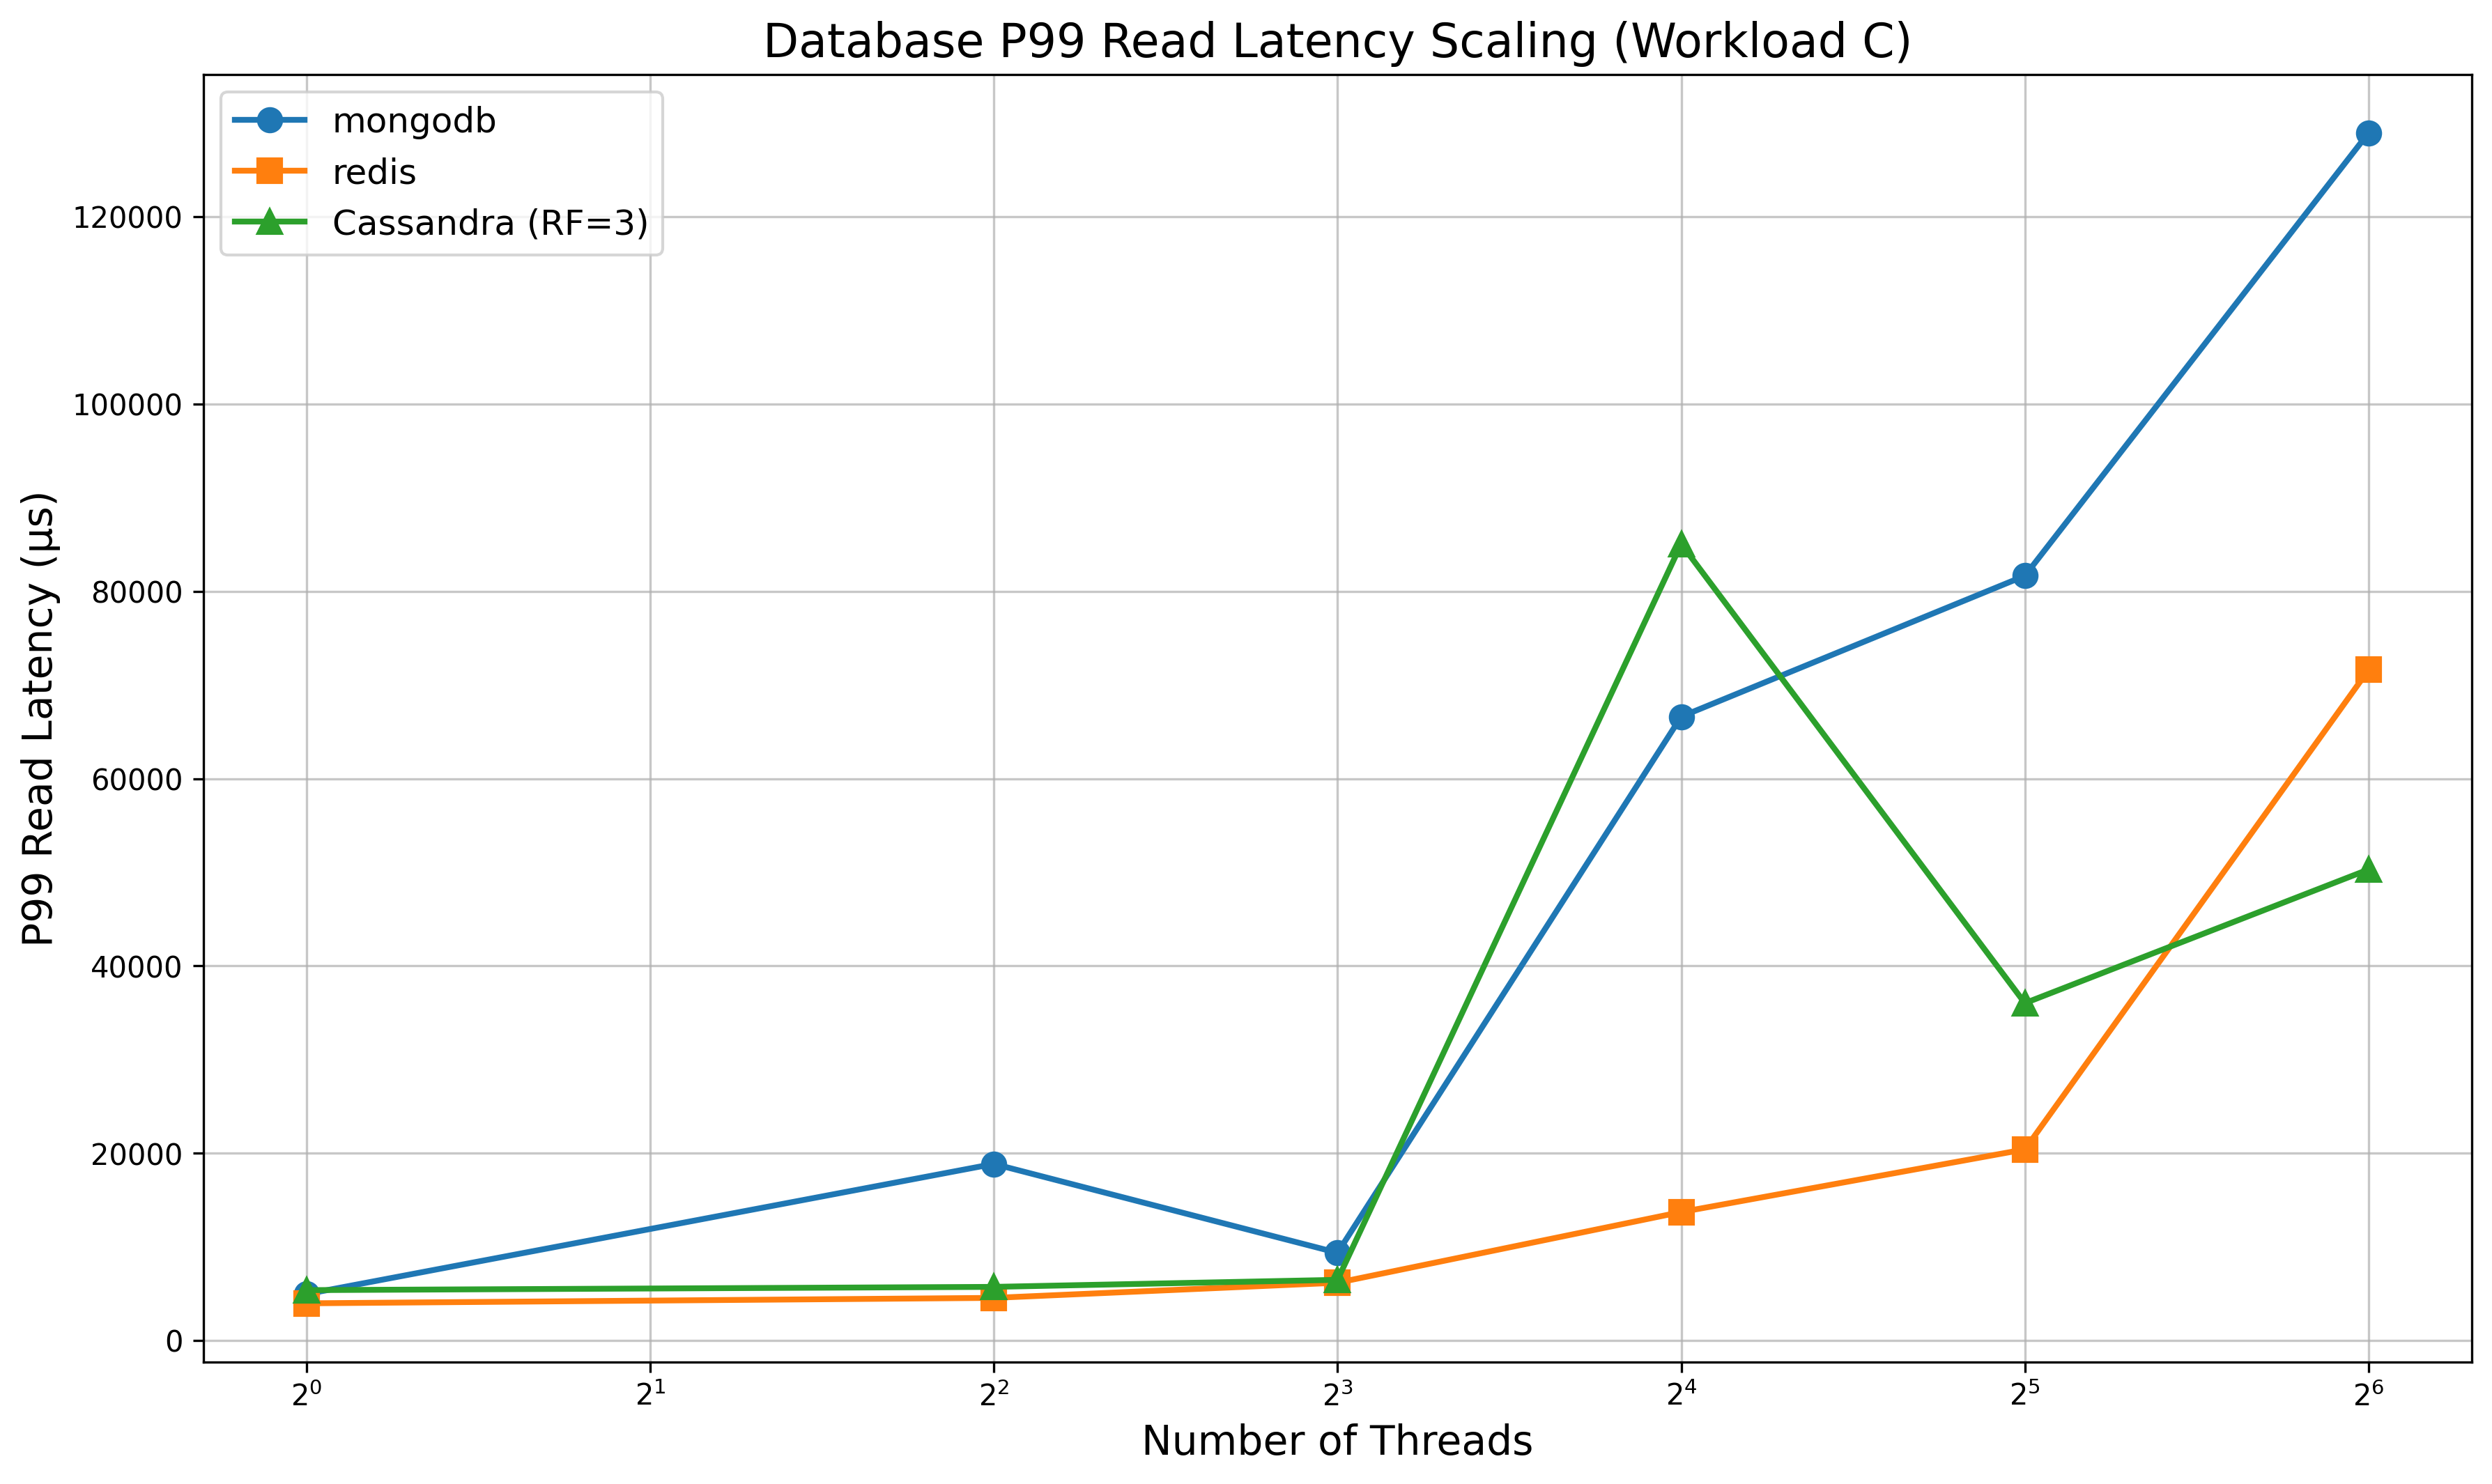 Database P99 Read Latency Scaling (Workload C)
mongodb
redis
Cassandra (RF=3)
P99 Read Latency (µs)
120000
100000
80000
60000
40000
20000
0
2⁰ 2¹ 2² 2³ 2⁴ 2⁵ 2⁶
Number of Threads